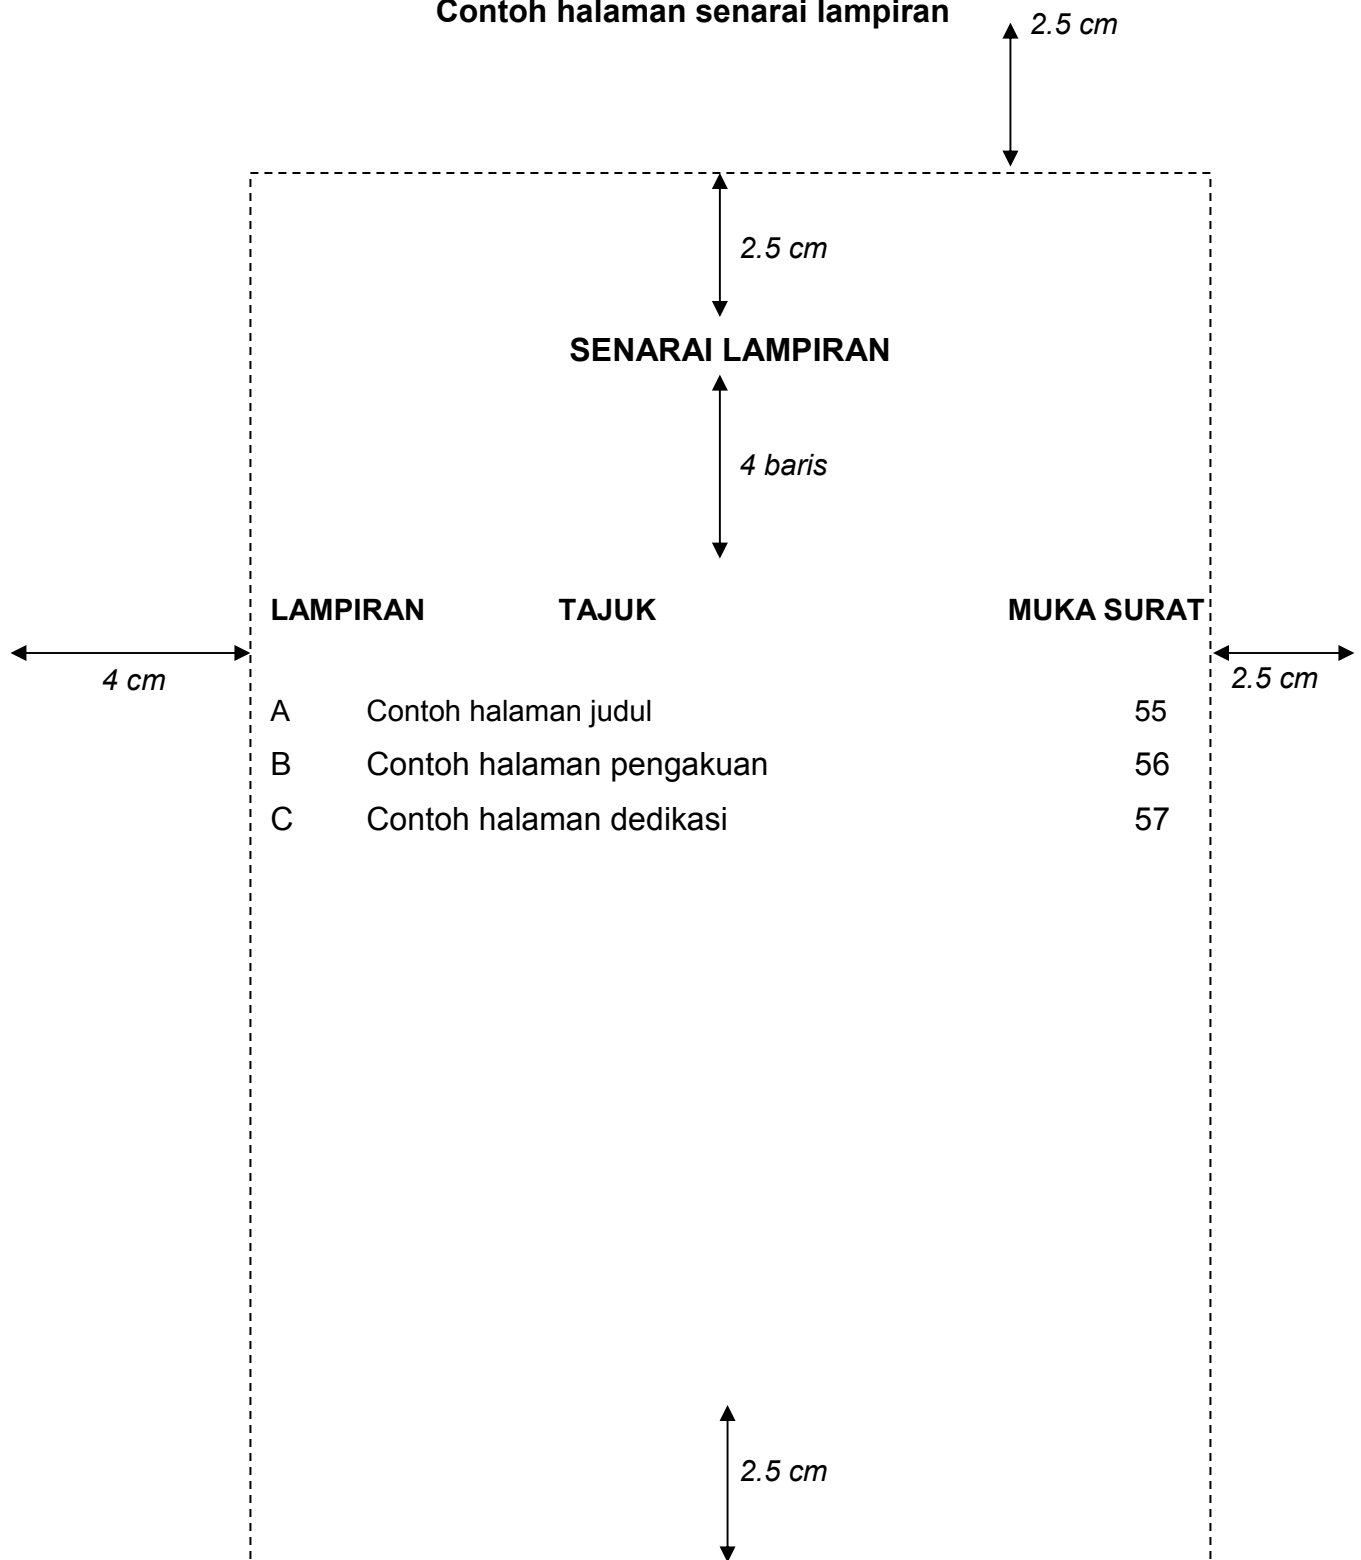 Contoh halaman senarai lampiran
2.5 cm
2.5 cm
SENARAI LAMPIRAN
4 baris
LAMPIRAN TAJUK MUKA SURAT
4 cm
2.5 cm
A Contoh halaman judul 55
B Contoh halaman pengakuan 56
C Contoh halaman dedikasi 57
2.5 cm